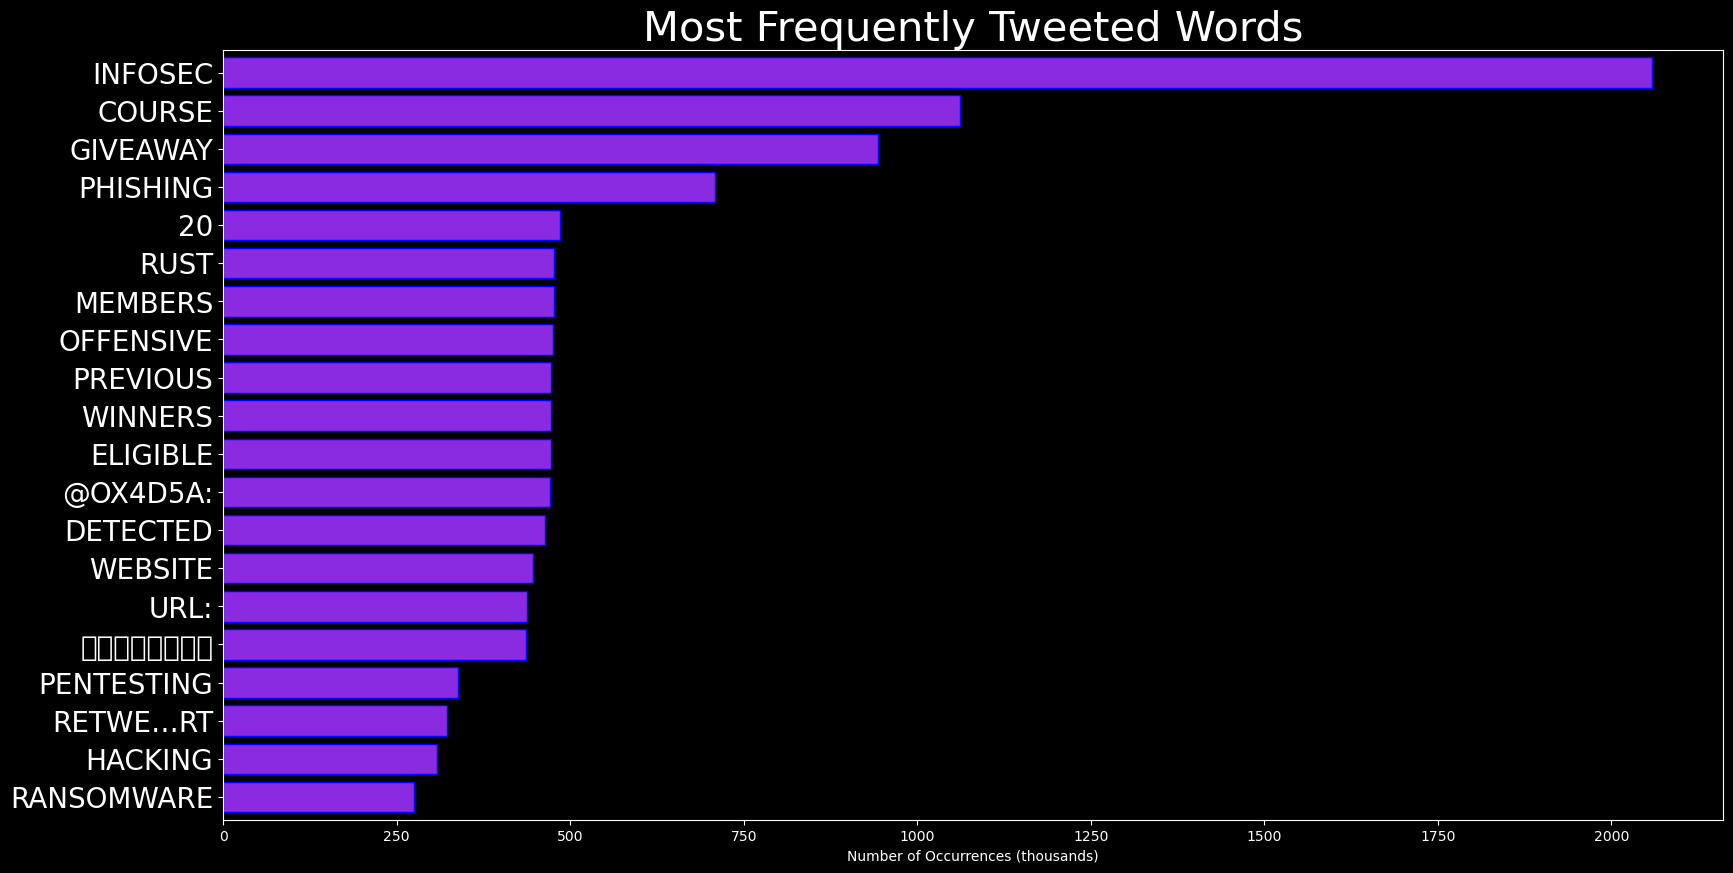 Most Frequently Tweeted Words
INFOSEC
COURSE
GIVEAWAY
PHISHING
20
RUST
MEMBERS
OFFENSIVE
PREVIOUS
WINNERS
ELIGIBLE
@OX4D5A:
DETECTED
WEBSITE
URL:
PENTESTING
RETWE…RT
HACKING
RANSOMWARE
0 250 500 750 1000 1250 1500 1750 2000
Number of Occurrences (thousands)